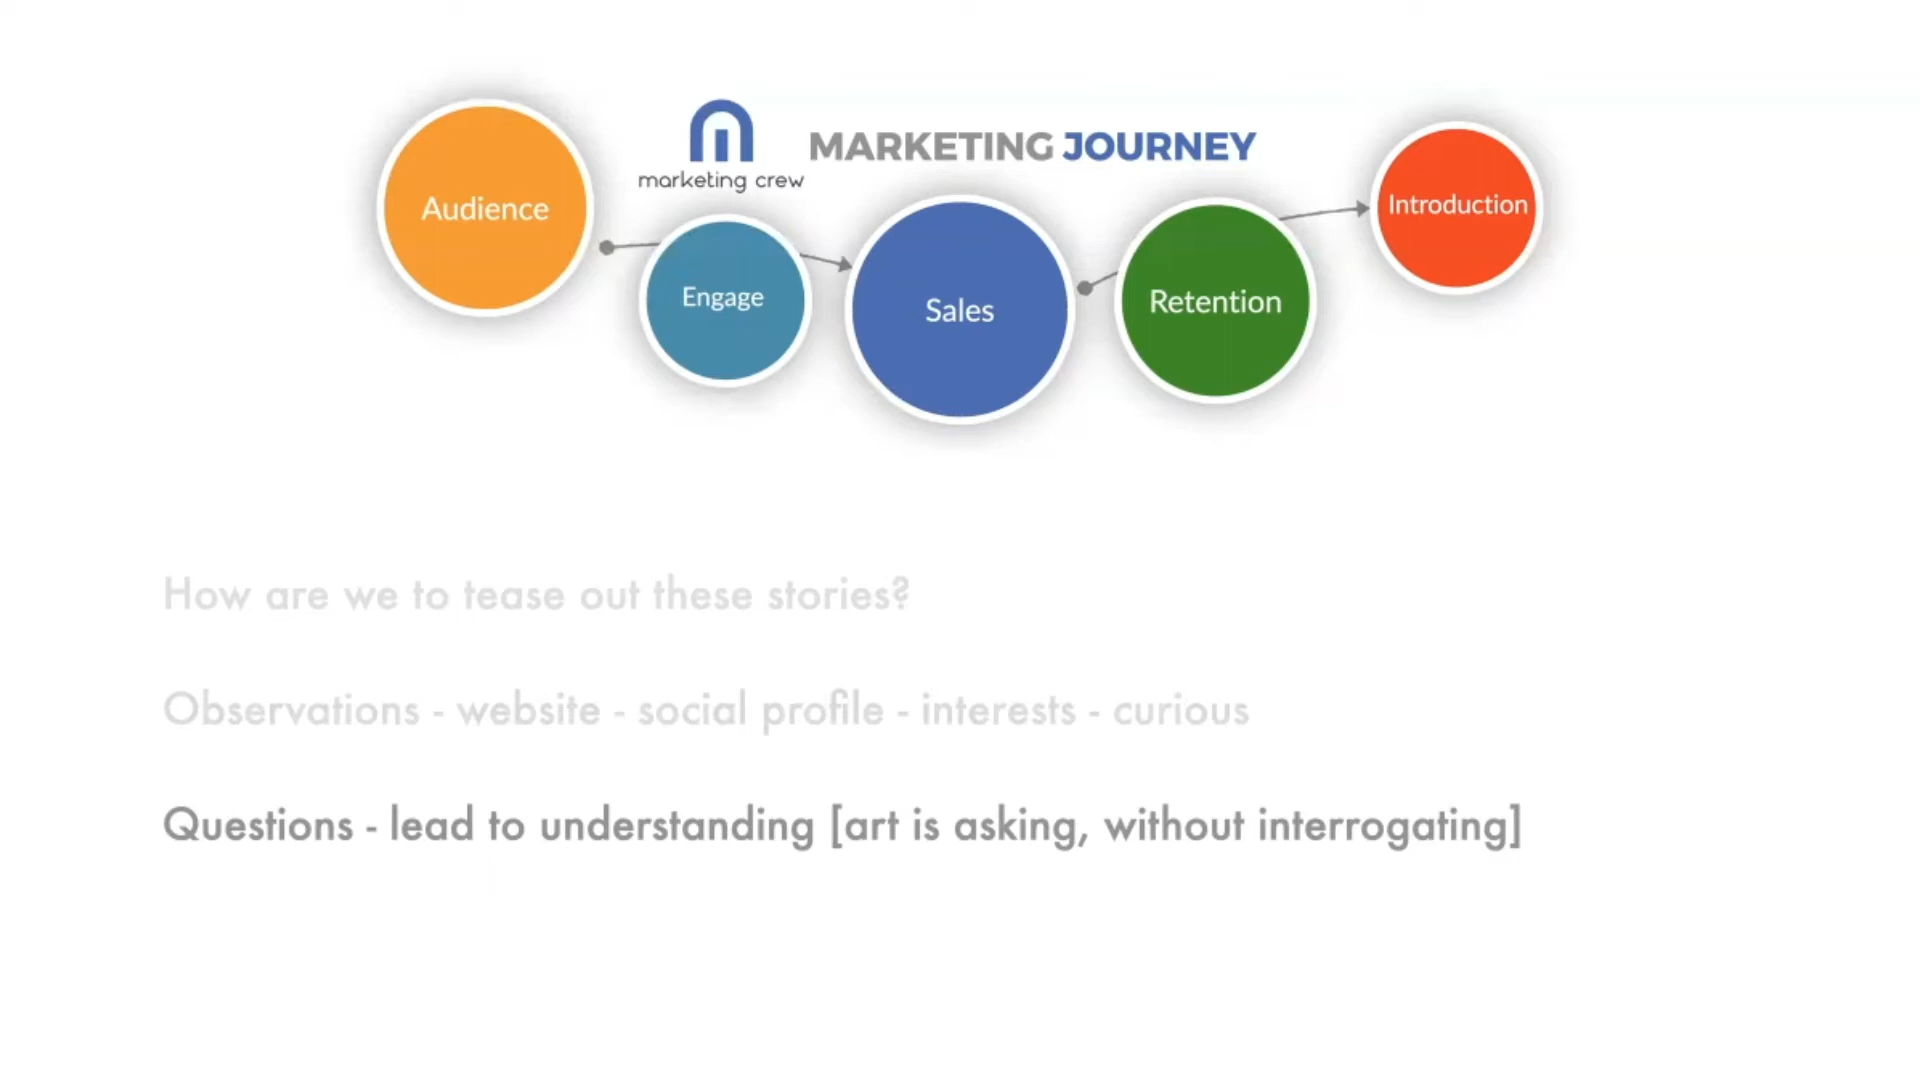 MARKETING JOURNEY
marketing crew
Audience
Engage
Sales
Retention
Introduction
How are we to tease out these stories?
Observations - website - social profile - interests - curious
Questions - lead to understanding [art is asking, without interrogating]